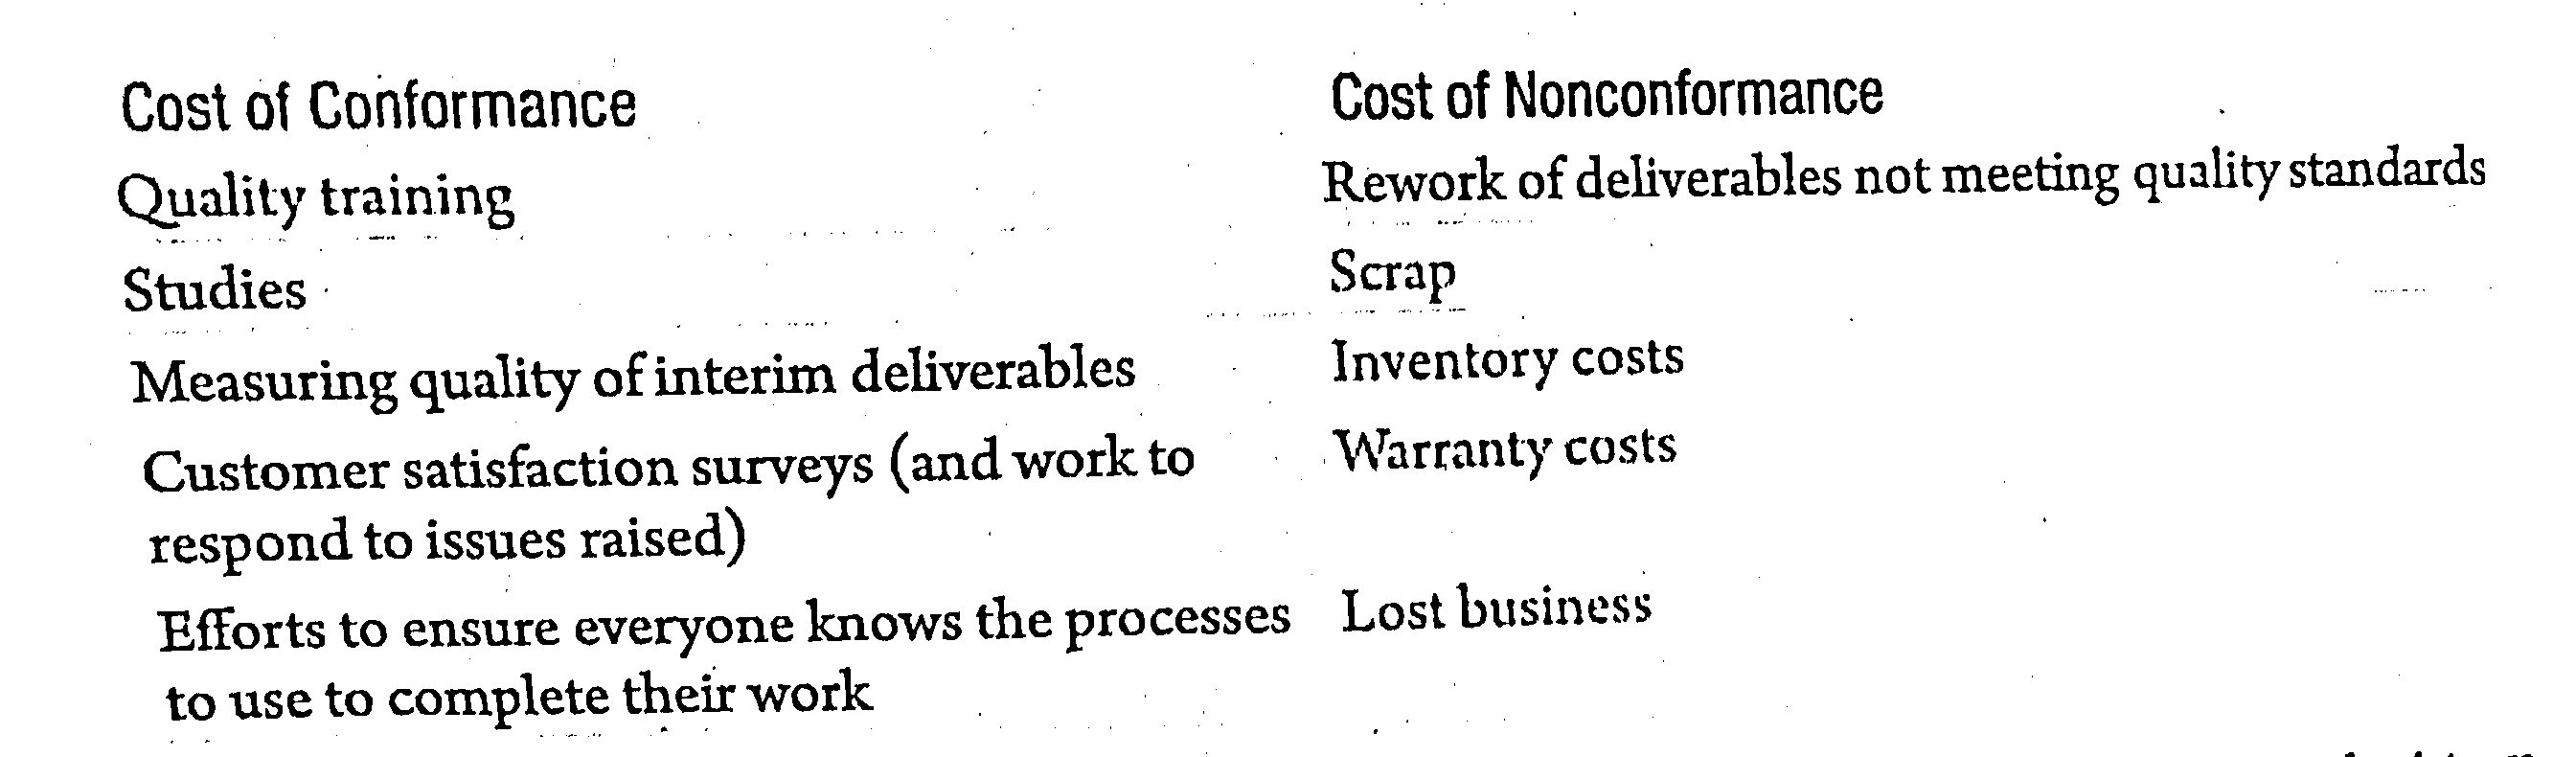 Cost of Conformance
Cost of Nonconformance
Quality training
Rework of deliverables not meeting quality standards
Studies
Scrap
Measuring quality of interim deliverables
Inventory costs
Customer satisfaction surveys (and work to
respond to issues raised)
Warranty costs
Efforts to ensure everyone knows the processes
to use to complete their work
Lost business